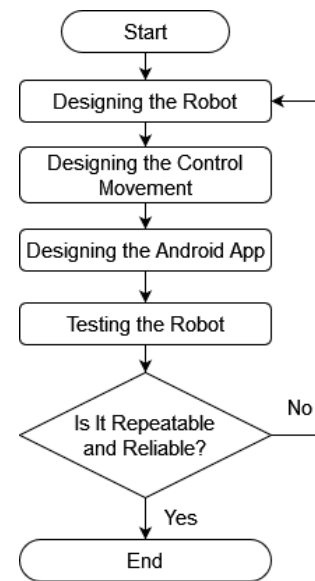 Start
Designing the Robot
Designing the Control
Movement
Designing the Android App
Testing the Robot
Is It Repeatable
and Reliable?
No
Yes
End